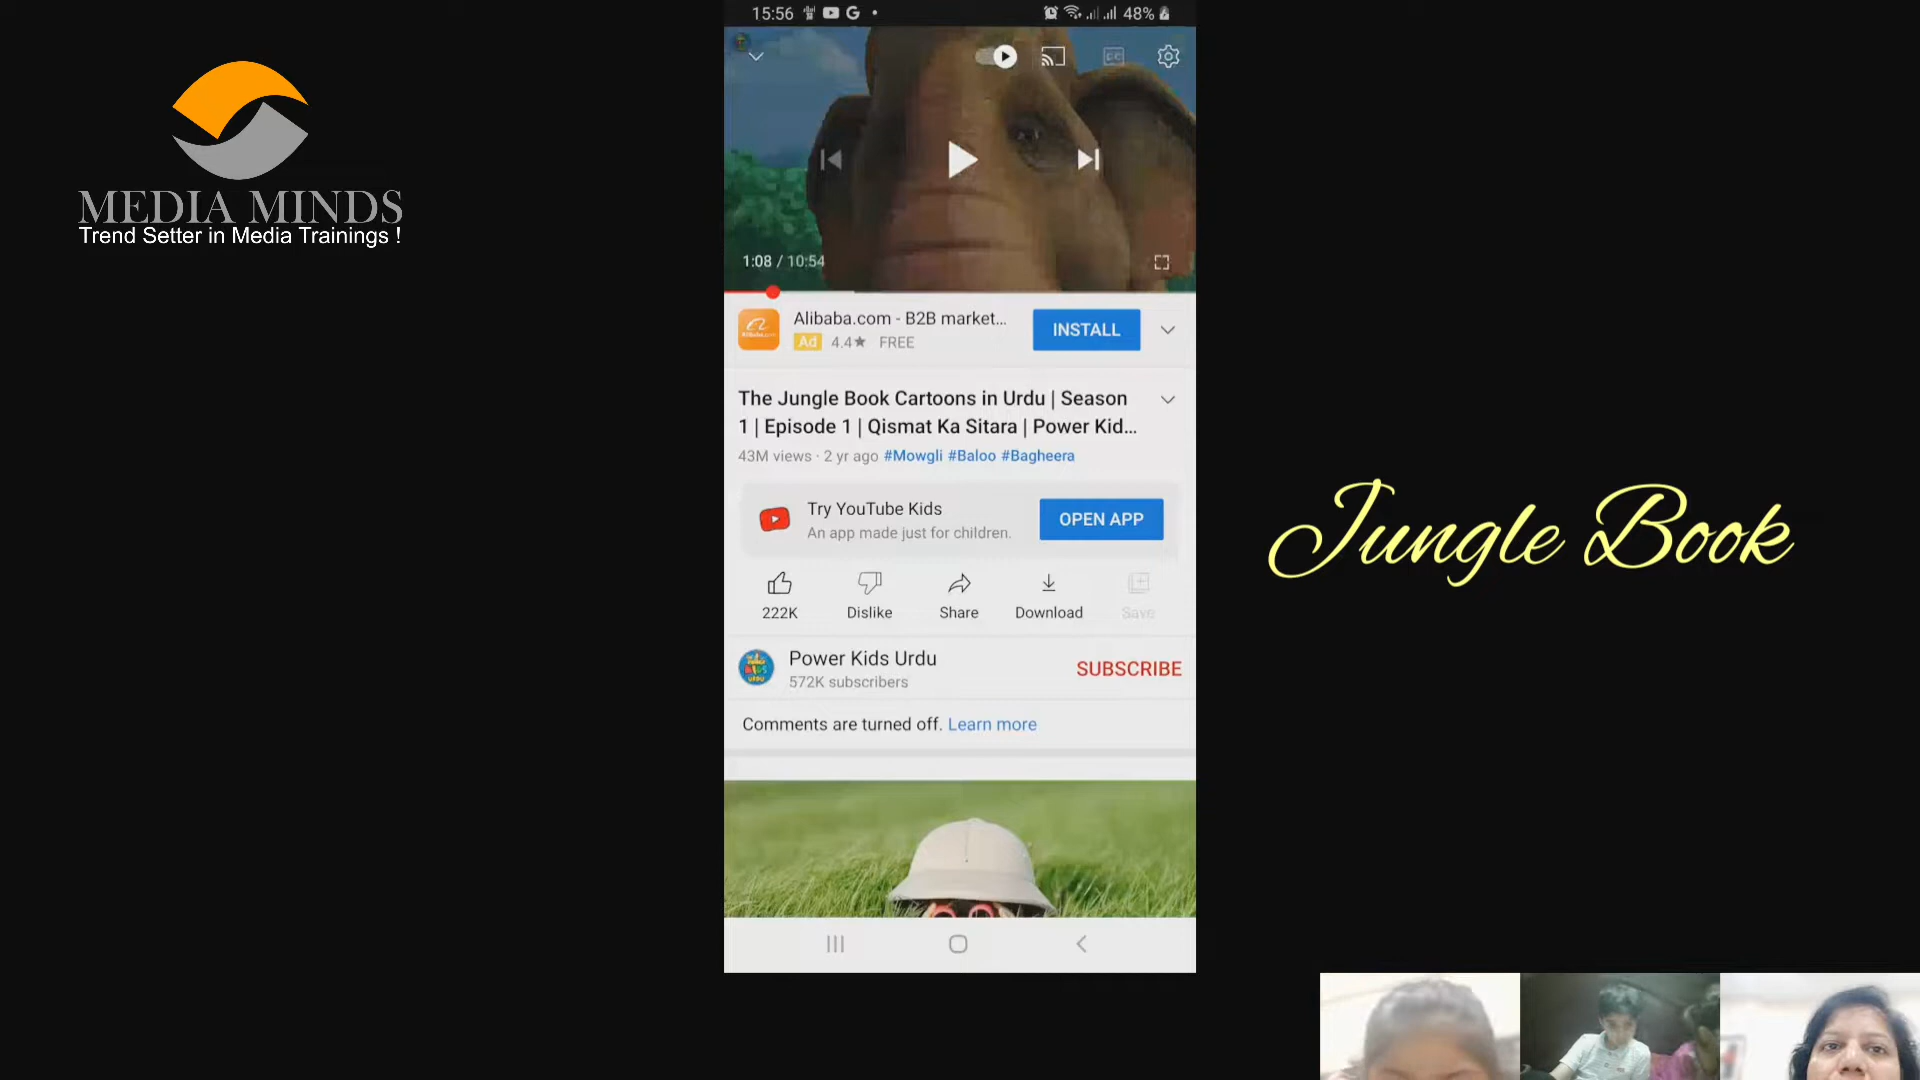 15:56
48%
MEDIA MINDS
Trend Setter in Media Trainings !
1:08 / 10:54
Alibaba.com - B2B market...
Ad 4.4★ FREE
INSTALL
The Jungle Book Cartoons in Urdu | Season
1 | Episode 1 | Qismat Ka Sitara | Power Kid...
43M views · 2 yr ago #Mowgli #Baloo #Bagheera
Try YouTube Kids
An app made just for children.
OPEN APP
Jungle Book
222K
Dislike
Share
Download
Save
Power Kids Urdu
572K subscribers
SUBSCRIBE
Comments are turned off. Learn more